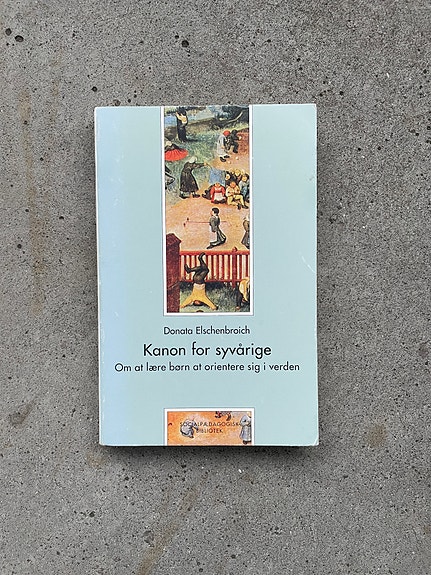 Donata Elschenbroich
Kanon for syvårige
Om at lære børn at orientere sig i verden
SOCIALPÆDAGOGISK
BIBLIOTEK